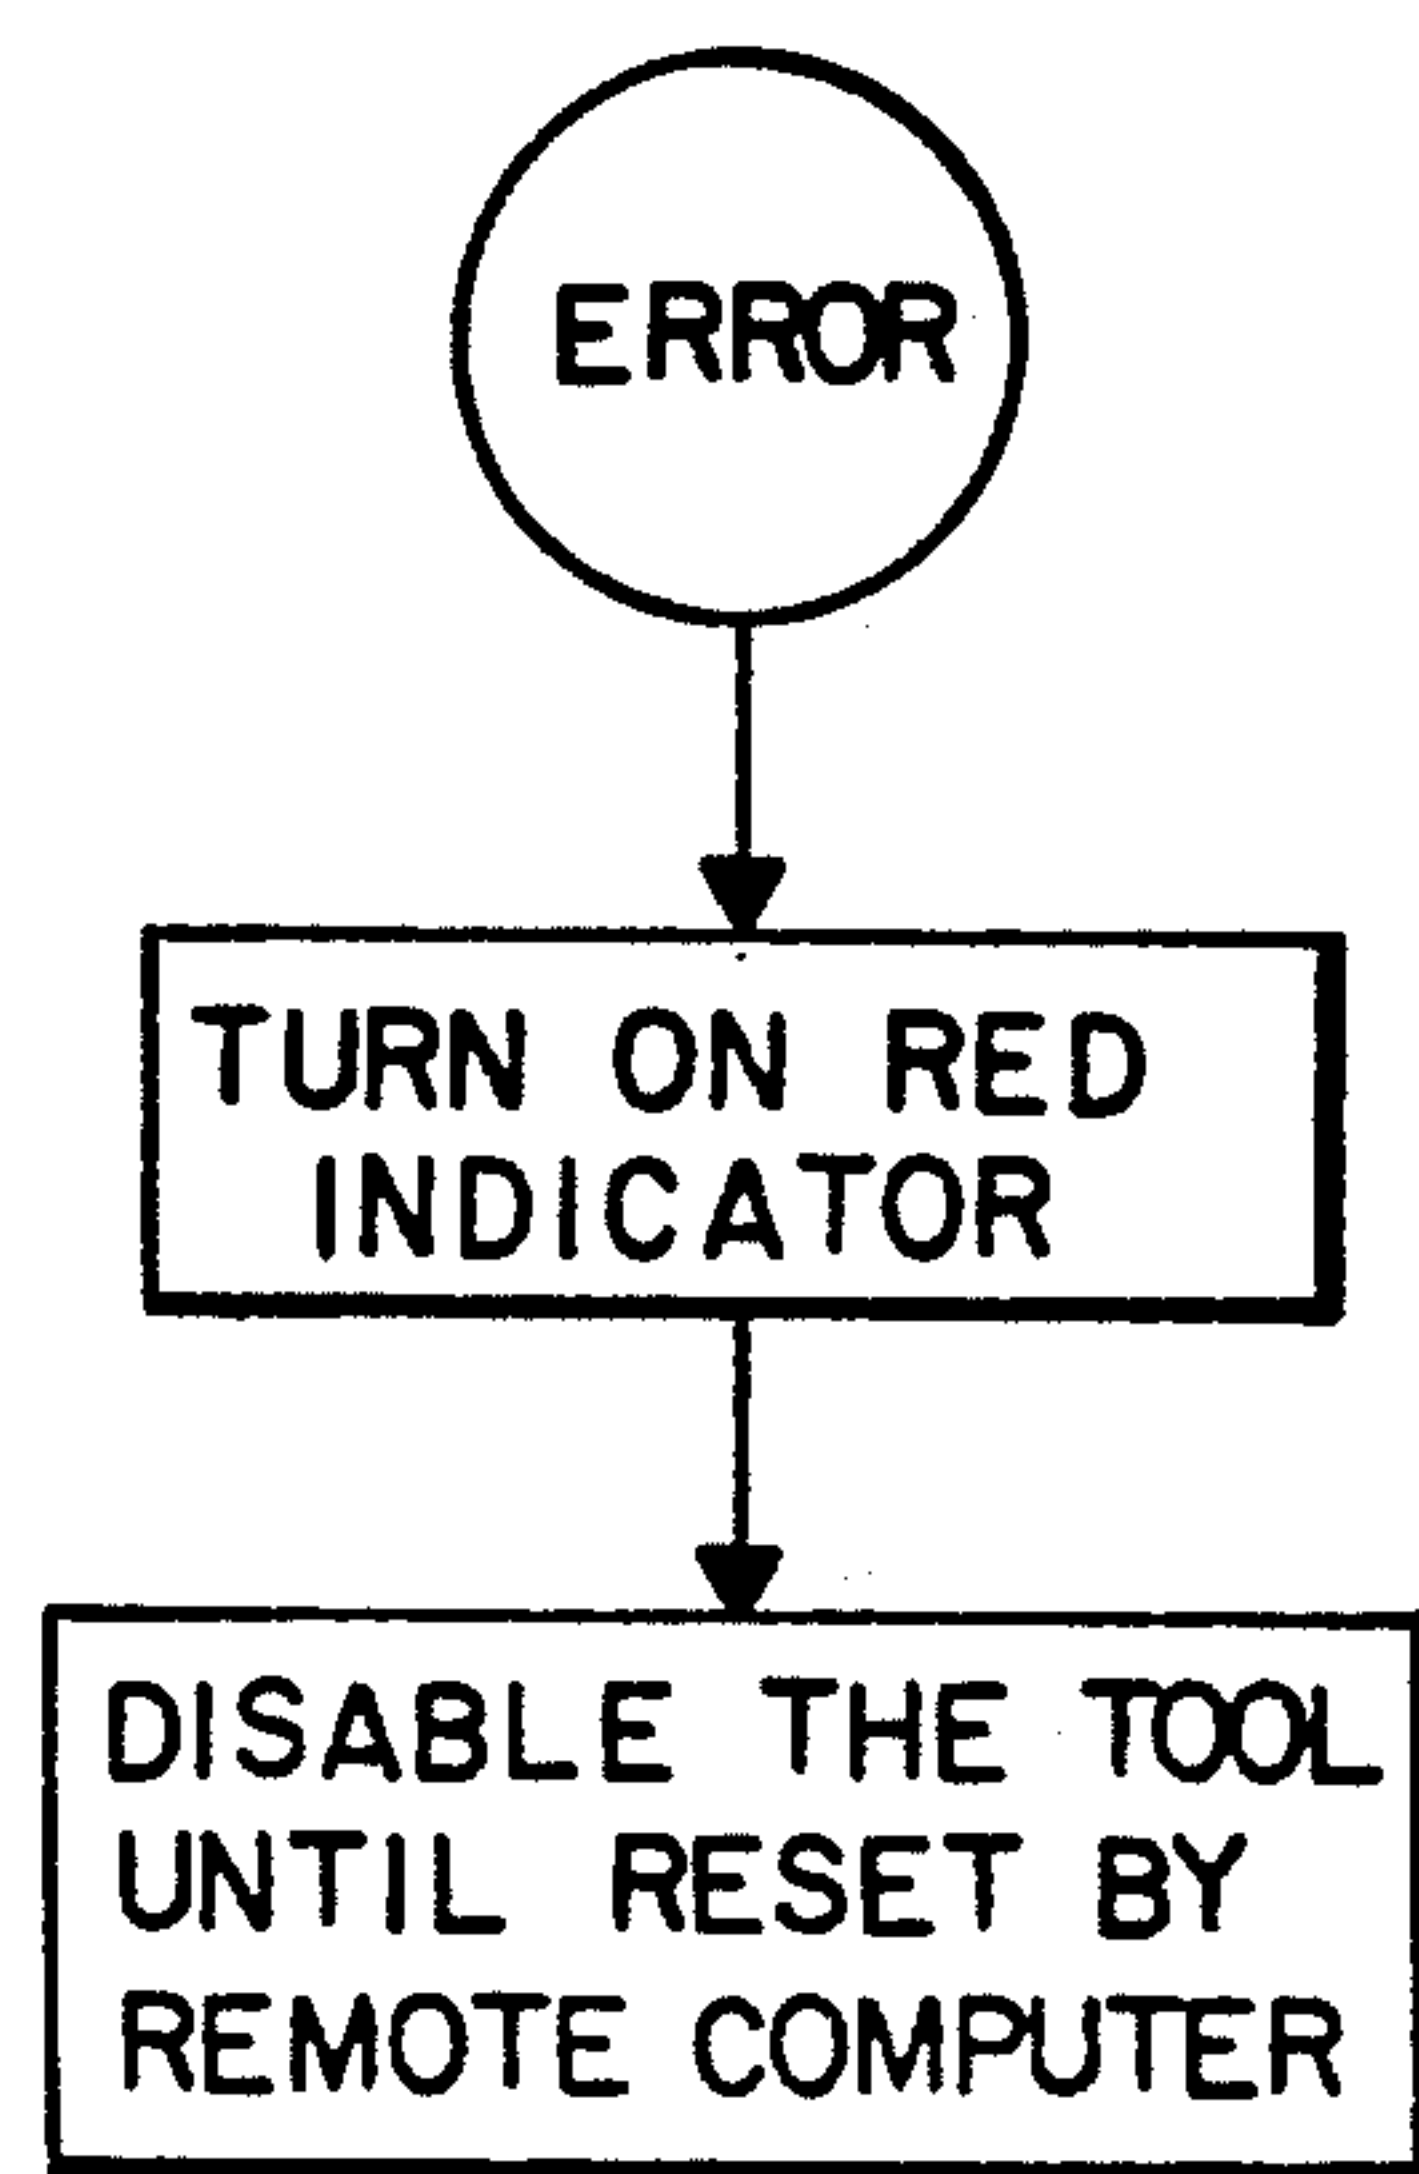 ERROR
TURN ON RED
INDICATOR
DISABLE THE TOOL
UNTIL RESET BY
REMOTE COMPUTER